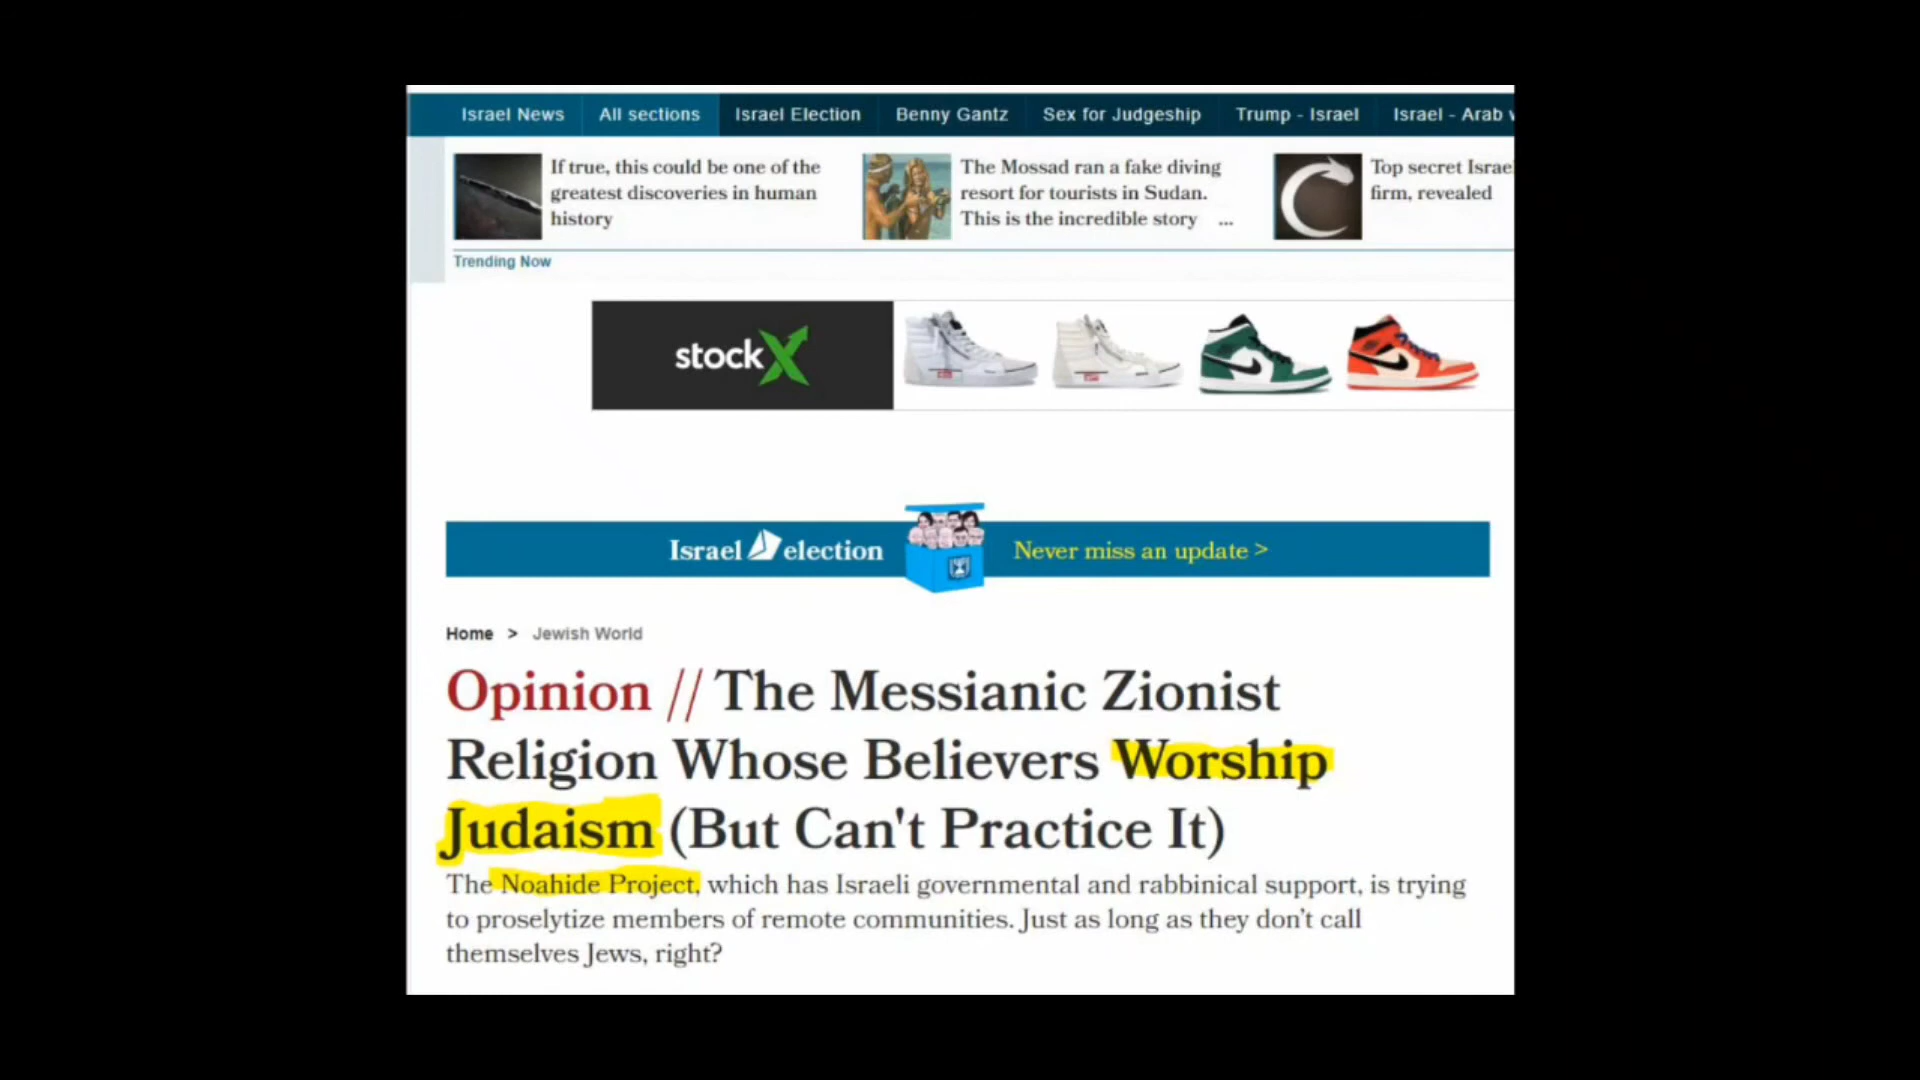 Israel News All sections Israel Election Benny Gantz Sex for Judgeship Trump - Israel Israel - Arab
If true, this could be one of the
greatest discoveries in human
history
The Mossad ran a fake diving
resort for tourists in Sudan.
This is the incredible story ...
Top secret Israe
firm, revealed
Trending Now
stockX
Israel election Never miss an update >
Home > Jewish World
Opinion // The Messianic Zionist
Religion Whose Believers Worship
Judaism (But Can't Practice It)
The Noahide Project, which has Israeli governmental and rabbinical support, is trying
to proselytize members of remote communities. Just as long as they don't call
themselves Jews, right?